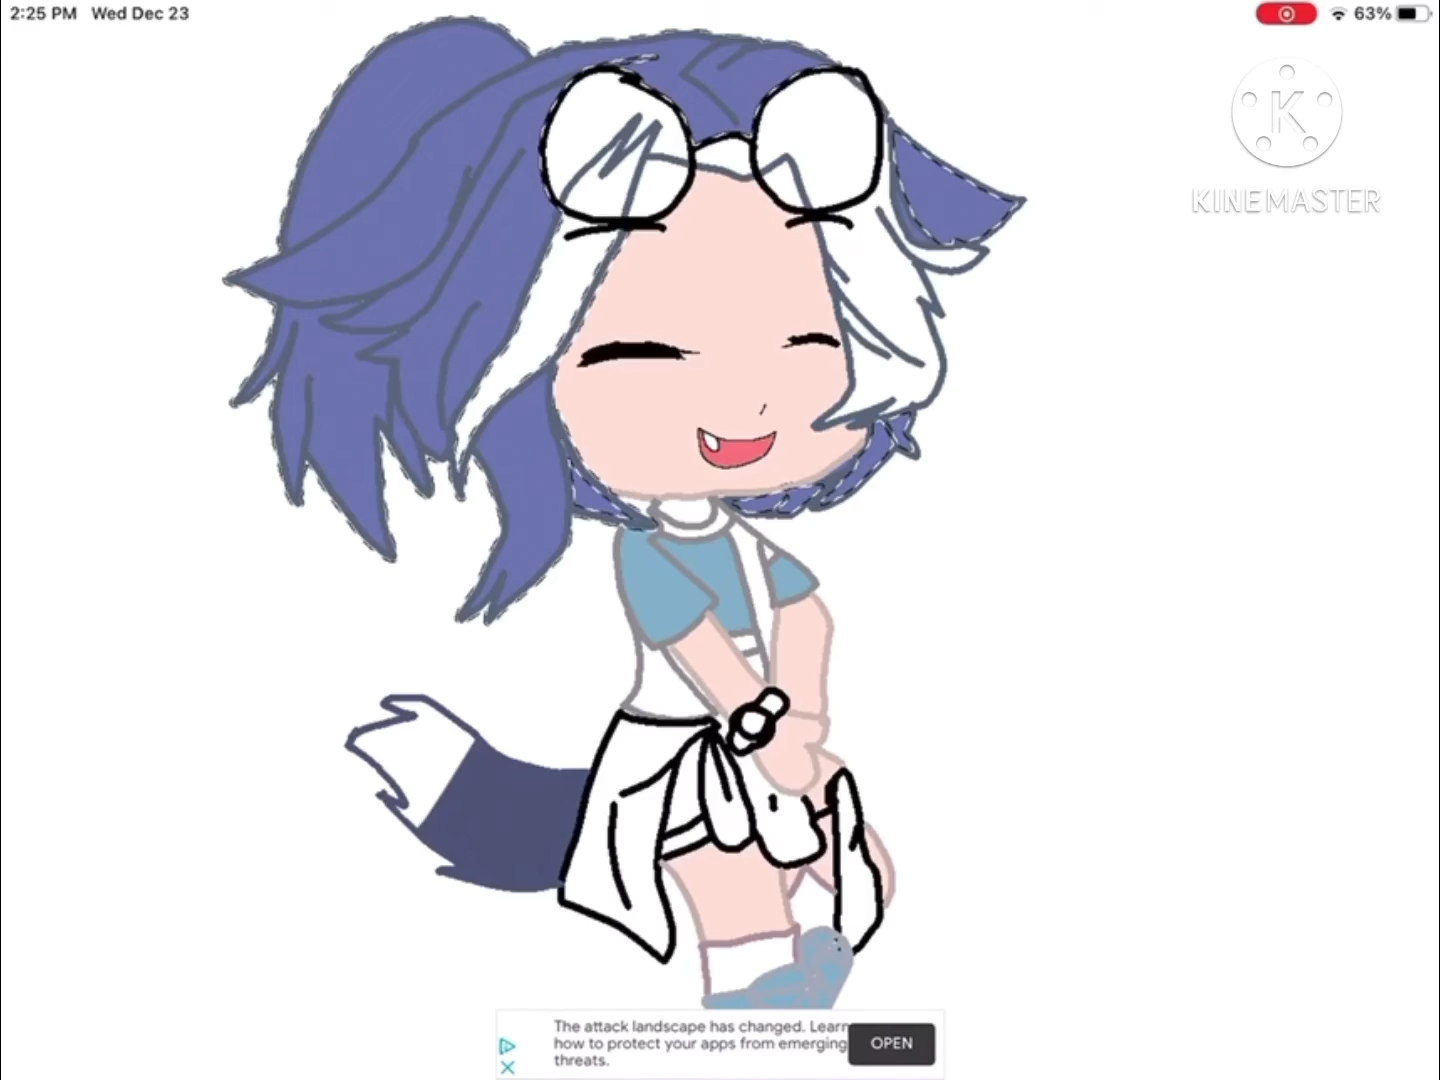 2:25 PM Wed Dec 23
63%
K
KINEMASTER
The attack landscape has changed. Learn
how to protect your apps from emerging
threats.
OPEN